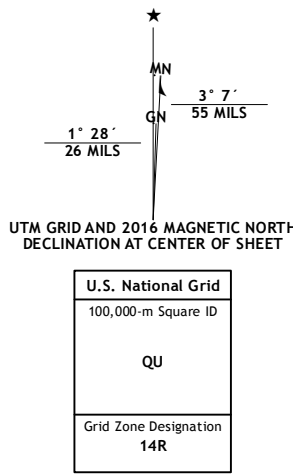 ★
MN
3° 7´
55 MILS
GN
1° 28´
26 MILS
UTM GRID AND 2016 MAGNETIC NORTH
DECLINATION AT CENTER OF SHEET
U.S. National Grid
100,000-m Square ID
QU
Grid Zone Designation
14R